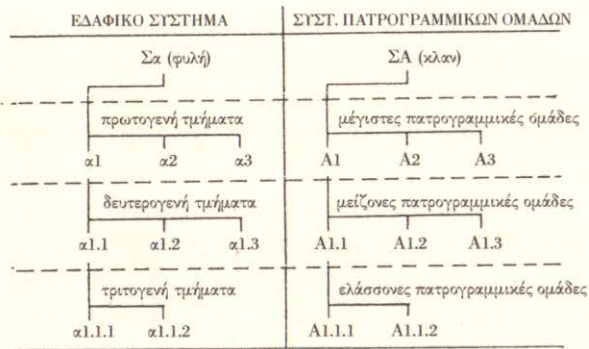 ΕΔΑΦΙΚΟ ΣΥΣΤΗΜΑ ΣΥΣΤ. ΠΑΤΡΟΓΡΑΜΜΙΚΩΝ ΟΜΑΔΩΝ
Σα (φυλή) ΣΑ (κλαν)
πρωτογενή τμήματα μέγιστες πατρογραμμικές ομάδες
α1 α2 α3 Α1 Α2 Α3
δευτερογενή τμήματα μείζονες πατρογραμμικές ομάδες
α1.1 α1.2 α1.3 Α1.1 Α1.2 Α1.3
τριτογενή τμήματα ελάσσονες πατρογραμμικές ομάδες
α1.1.1 α1.1.2 Α1.1.1 Α1.1.2